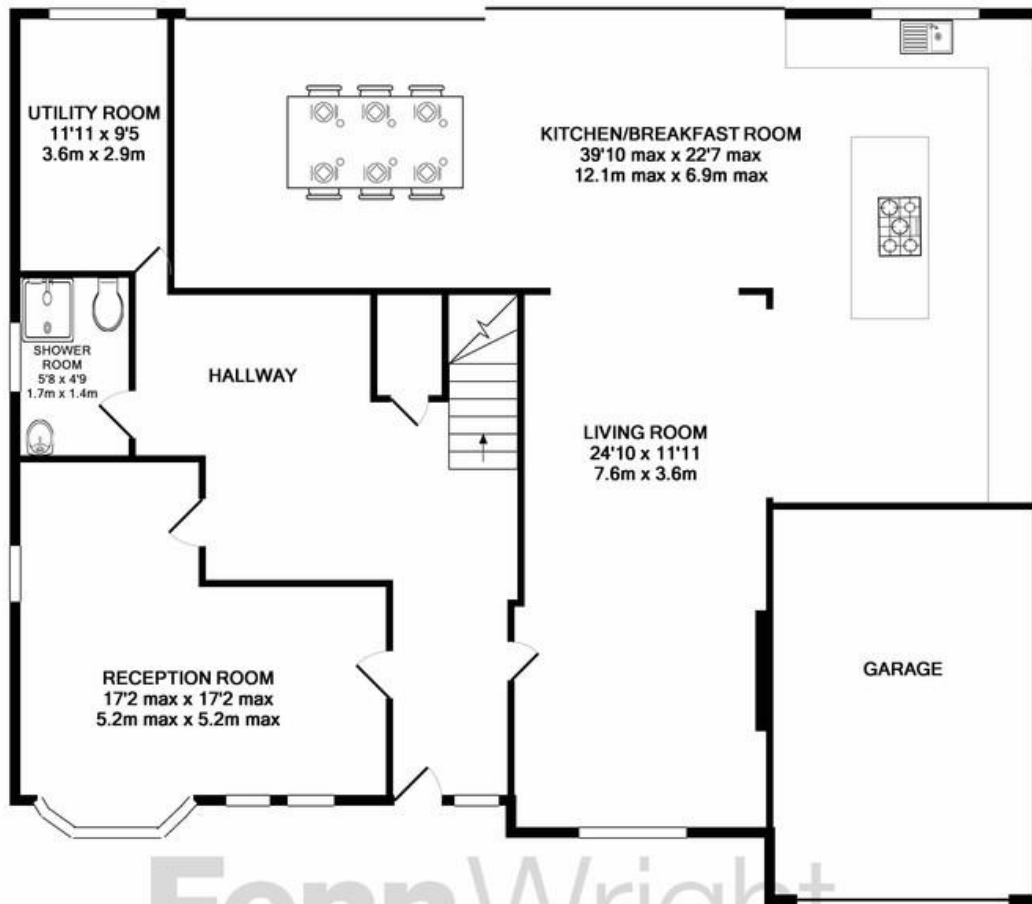 UTILITY ROOM
11'11 x 9'5
3.6m x 2.9m
KITCHEN/BREAKFAST ROOM
39'10 max x 22'7 max
12.1m max x 6.9m max
SHOWER
ROOM
5'8 x 4'9
1.7m x 1.4m
HALLWAY
LIVING ROOM
24'10 x 11'11
7.6m x 3.6m
RECEPTION ROOM
17'2 max x 17'2 max
5.2m max x 5.2m max
GARAGE
FennWright